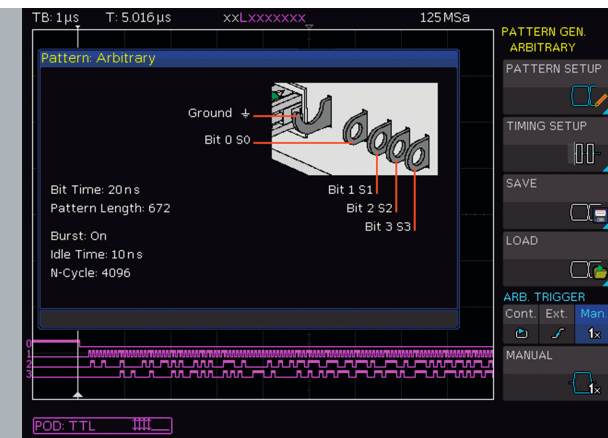 TB: 1µs T: 5.016µs xxLxxxxxxx 125MSa
PATTERN GEN.
ARBITRARY
Pattern: Arbitrary
PATTERN SETUP
Ground
Bit 0 S0
TIMING SETUP
Bit Time: 20ns
Pattern Length: 672
Bit 1 S1
Bit 2 S2
Bit 3 S3
SAVE
Burst: On
Idle Time: 10ns
N-Cycle: 4096
LOAD
ARB. TRIGGER
Cont. Ext. Man.
1x
0
1
2
3
MANUAL
1x
POD: TTL